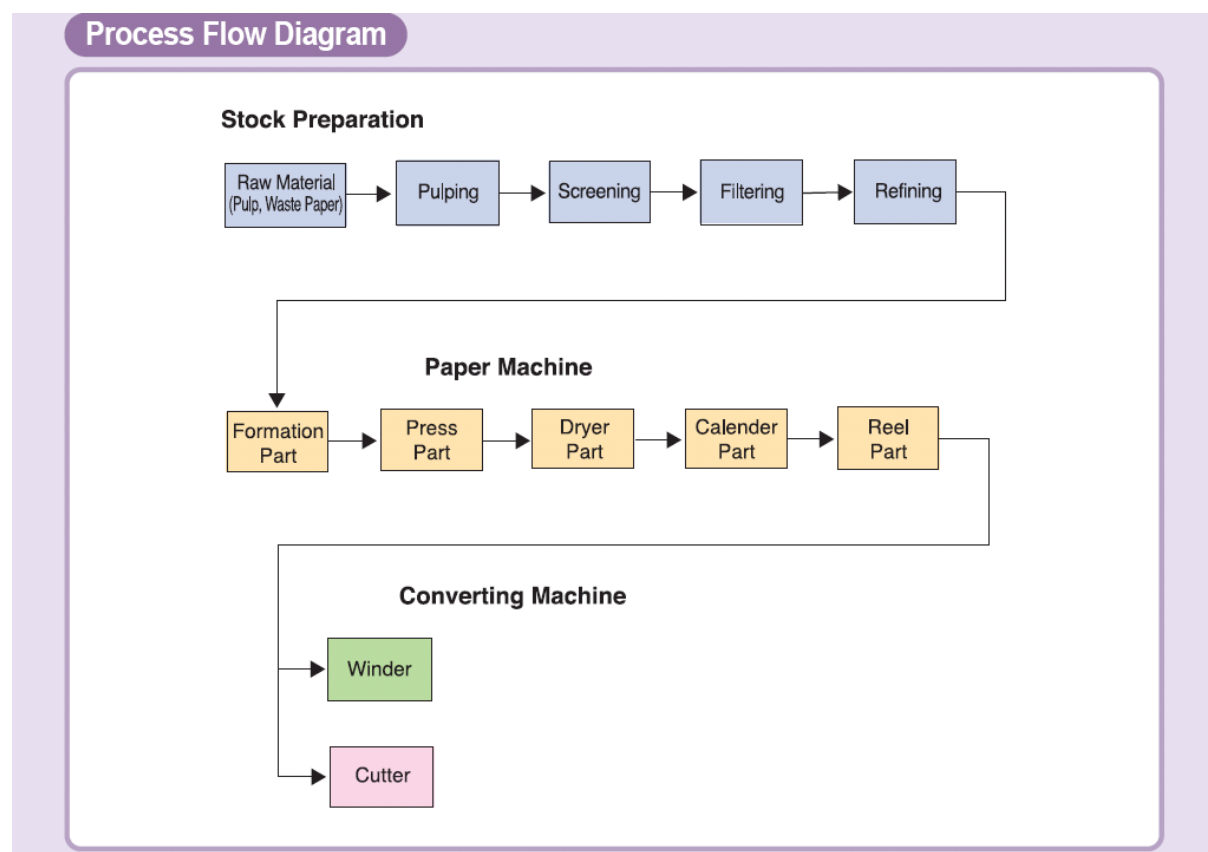 Process Flow Diagram
Stock Preparation
Raw Material
(Pulp, Waste Paper)
Pulping
Screening
Filtering
Refining
Paper Machine
Formation
Part
Press
Part
Dryer
Part
Calender
Part
Reel
Part
Converting Machine
Winder
Cutter